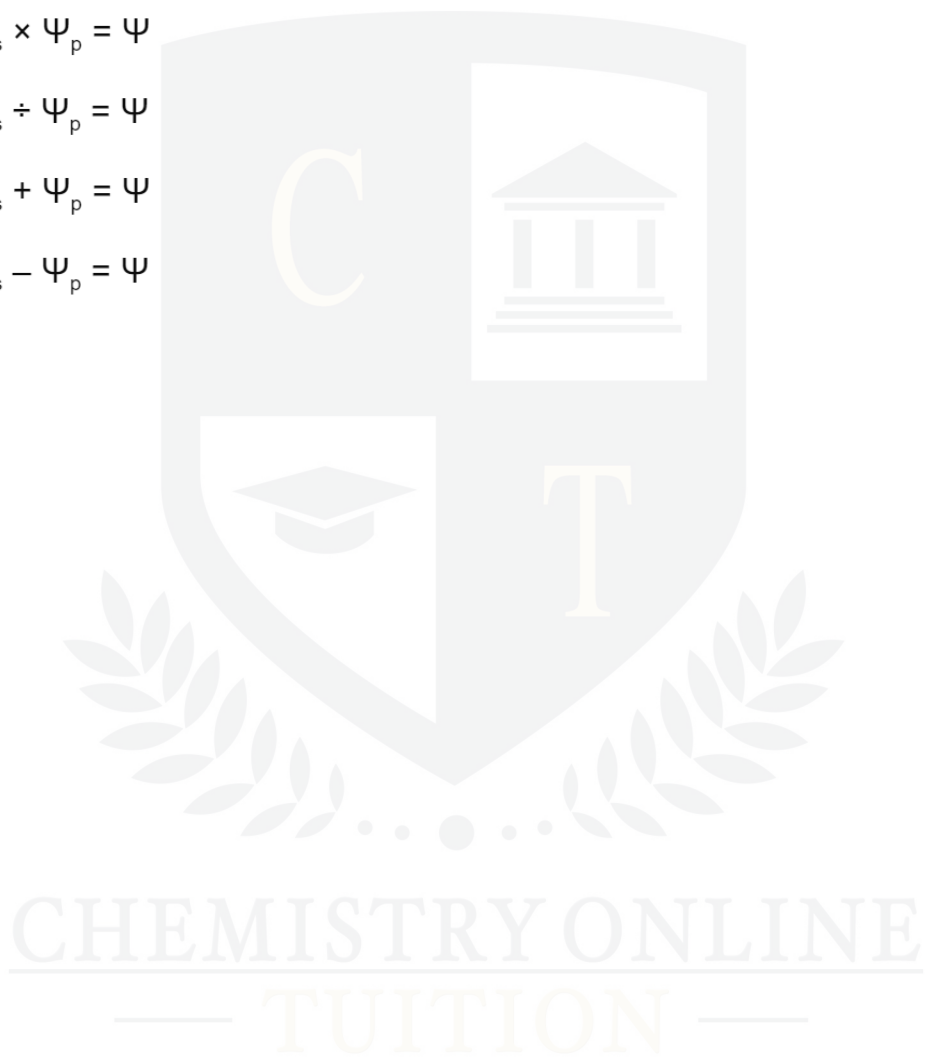 ₛ × Ψₚ = Ψ
ₛ ÷ Ψₚ = Ψ
ₛ + Ψₚ = Ψ
ₛ – Ψₚ = Ψ
C
T
CHEMISTRY ONLINE
TUITION